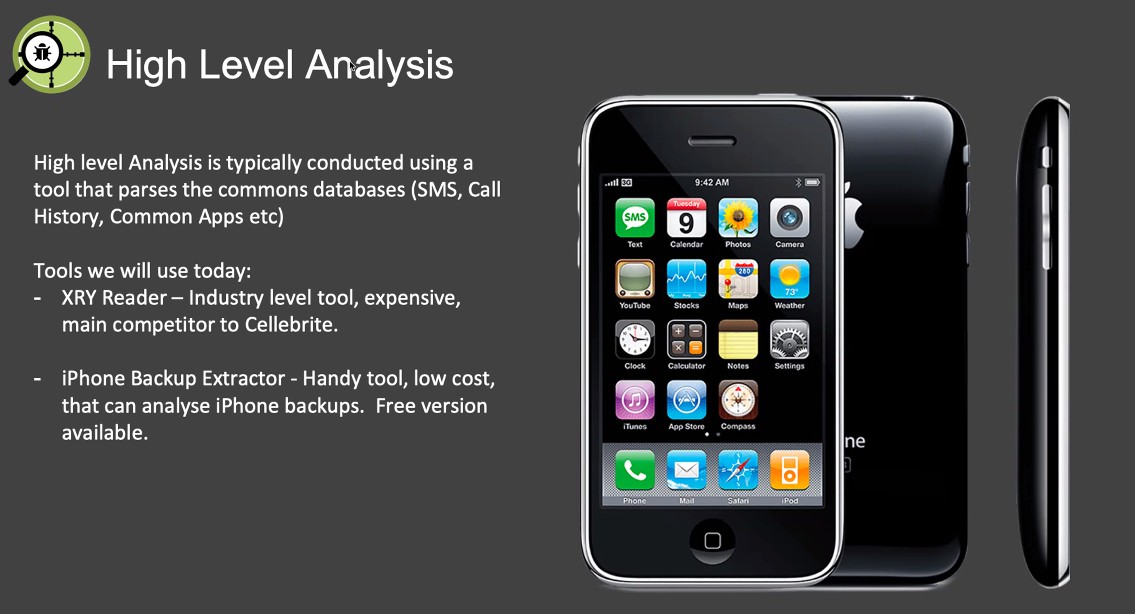 High Level Analysis
High level Analysis is typically conducted using a
tool that parses the commons databases (SMS, Call
History, Common Apps etc)
Tools we will use today:
- XRY Reader – Industry level tool, expensive,
main competitor to Cellebrite.
- iPhone Backup Extractor - Handy tool, low cost,
that can analyse iPhone backups.  Free version
available.
3G 9:42 AM
SMS Tuesday
9
Text Calendar Photos Camera
280 73°
YouTube Stocks Maps Weather
Clock Calculator Notes Settings
iTunes App Store Compass
Phone Mail Safari iPod
ne